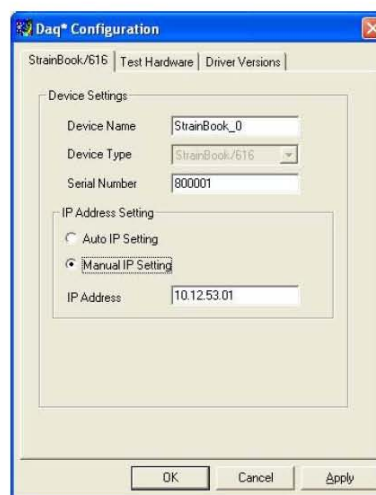 Daq* Configuration
StrainBook/616 Test Hardware Driver Versions
Device Settings
Device Name StrainBook_0
Device Type StrainBook/616
Serial Number 800001
IP Address Setting
Auto IP Setting
Manual IP Setting
IP Address 10.12.53.01
OK Cancel Apply